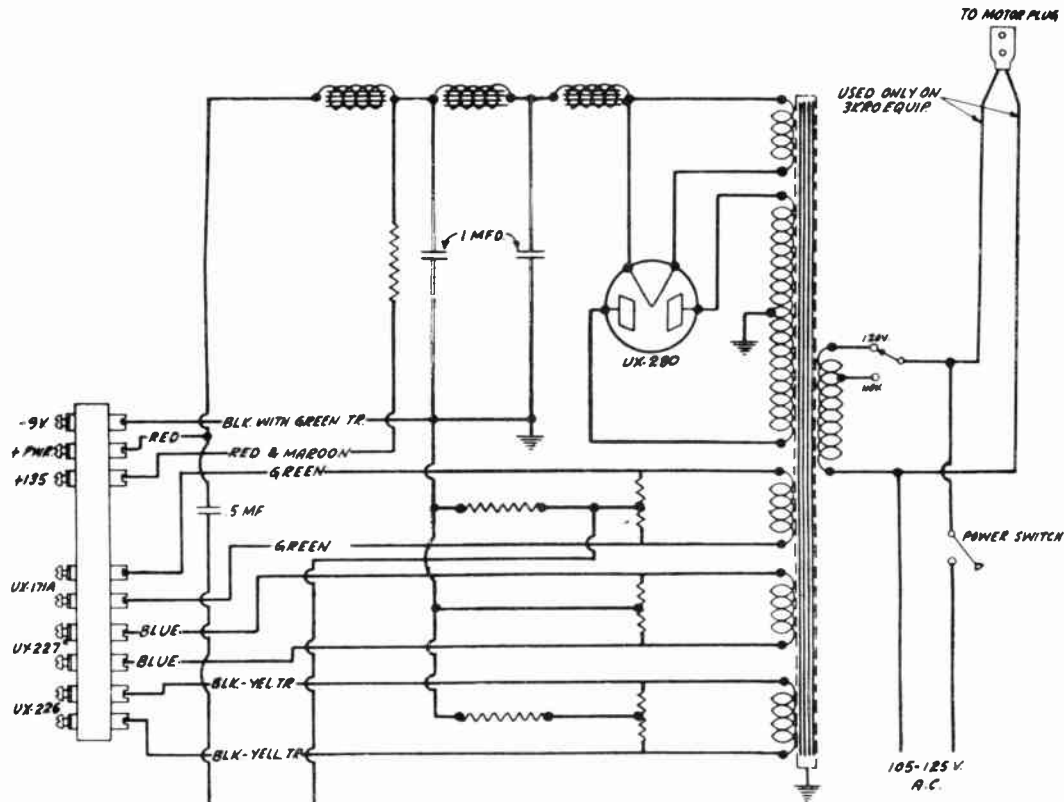 TO MOTOR PLUG
USED ONLY ON
3KRO EQUIP.
1 MFD.
UX-280
120V.
110V.
-9V
BLK. WITH GREEN TR.
+ PWR.
RED
+135
RED & MAROON
GREEN
.5 MF
GREEN
POWER SWITCH
UX-171A
BLUE
UX-227
BLUE
BLK-YEL TR
UX-226
BLK-YELL TR
105-125 V.
A.C.